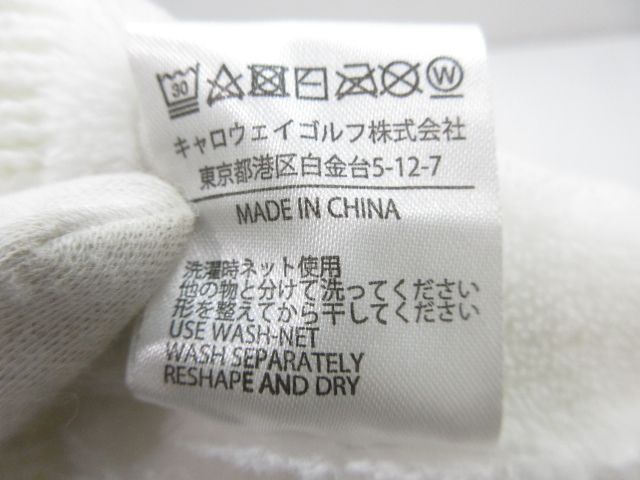 30 W
キャロウェイゴルフ株式会社
東京都港区白金台5-12-7
MADE IN CHINA
洗濯時ネット使用
他の物と分けて洗ってください
形を整えてから干してください
USE WASH-NET
WASH SEPARATELY
RESHAPE AND DRY